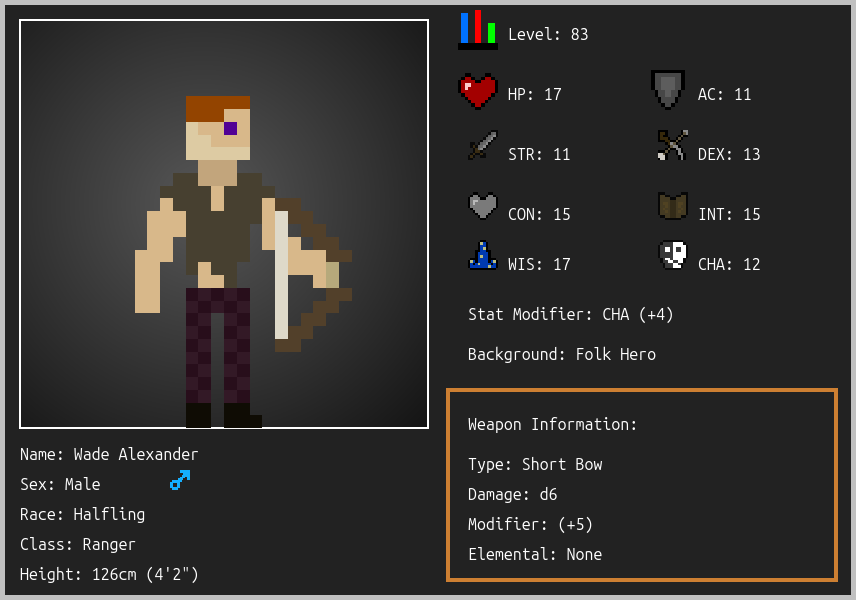 Level: 83
HP: 17
AC: 11
STR: 11
DEX: 13
CON: 15
INT: 15
WIS: 17
CHA: 12
Stat Modifier: CHA (+4)
Background: Folk Hero
Weapon Information:
Type: Short Bow
Damage: d6
Modifier: (+5)
Elemental: None
Name: Wade Alexander
Sex: Male
Race: Halfling
Class: Ranger
Height: 126cm (4'2")